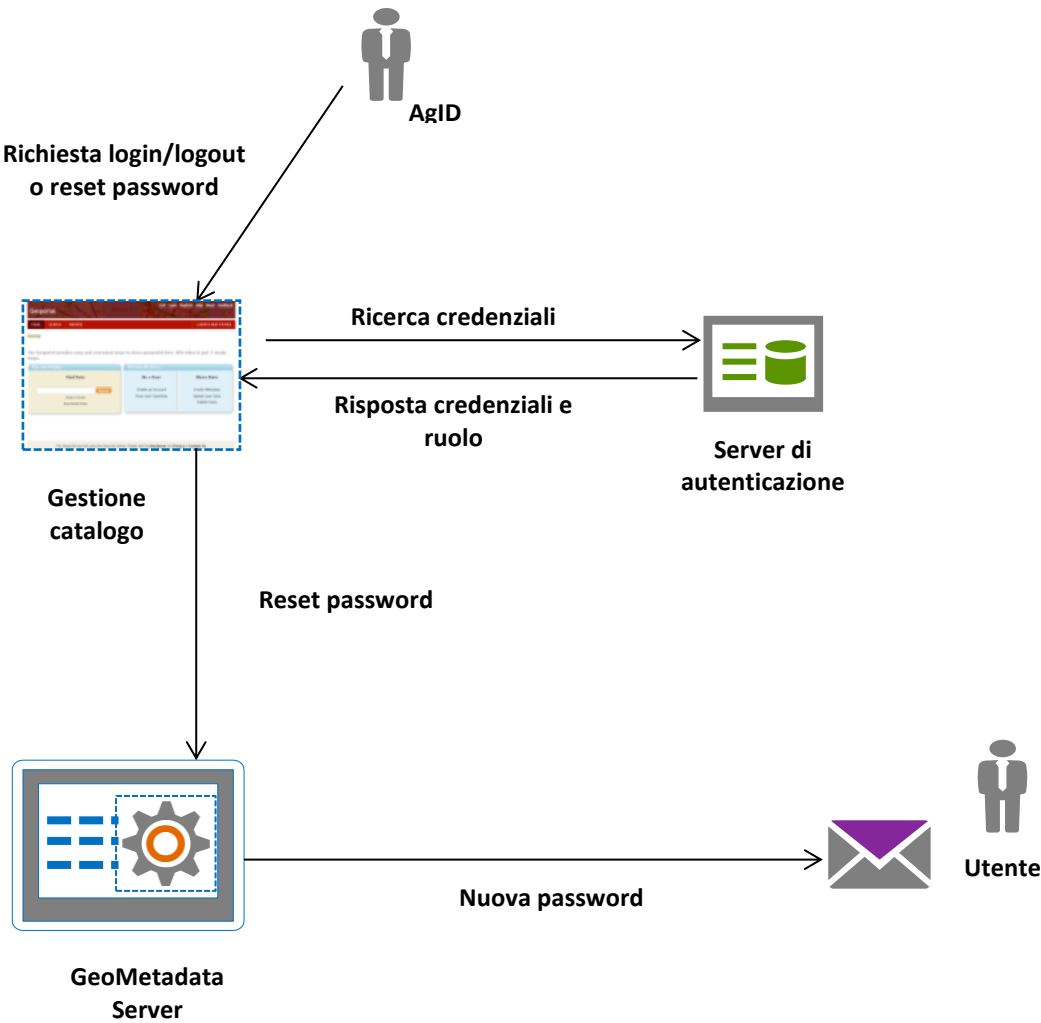 AgID
Richiesta login/logout
o reset password
Geoportal
Ricerca credenziali
Risposta credenziali e
ruolo
Server di
autenticazione
Gestione
catalogo
Reset password
Nuova password
Utente
GeoMetadata
Server